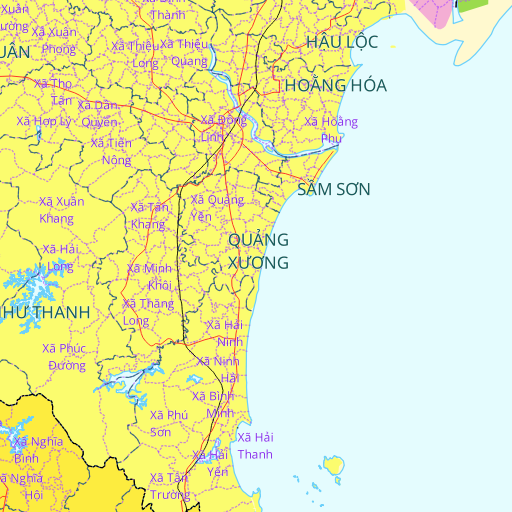 Xã Xuân
Phong
Thành
Xã Thiệu
Long
Xã Thiệu
Quang
HẬU LỘC
UÂN
HOẰNG HÓA
Xã Thọ
Tân
Xã Dân
Quyền
Xã Hợp Lý
Xã Đông
Lĩnh
Xã Hoằng
Phụ
Xã Tiến
Nông
SẦM SƠN
Xã Xuân
Khang
Xã Tân
Khang
Xã Quảng
Yên
QUẢNG
XƯƠNG
Xã Hải
Long
Xã Minh
Khôi
HƯ THANH
Xã Thăng
Long
Xã Hải
Ninh
Xã Phúc
Đường
Xã Ninh
Hải
Xã Bình
Minh
Xã Phú
Sơn
Xã Hải
Thanh
Xã Nghĩa
Bình
Xã Hải
Yến
Xã Nghĩa
Hội
Xã Tân
Trường